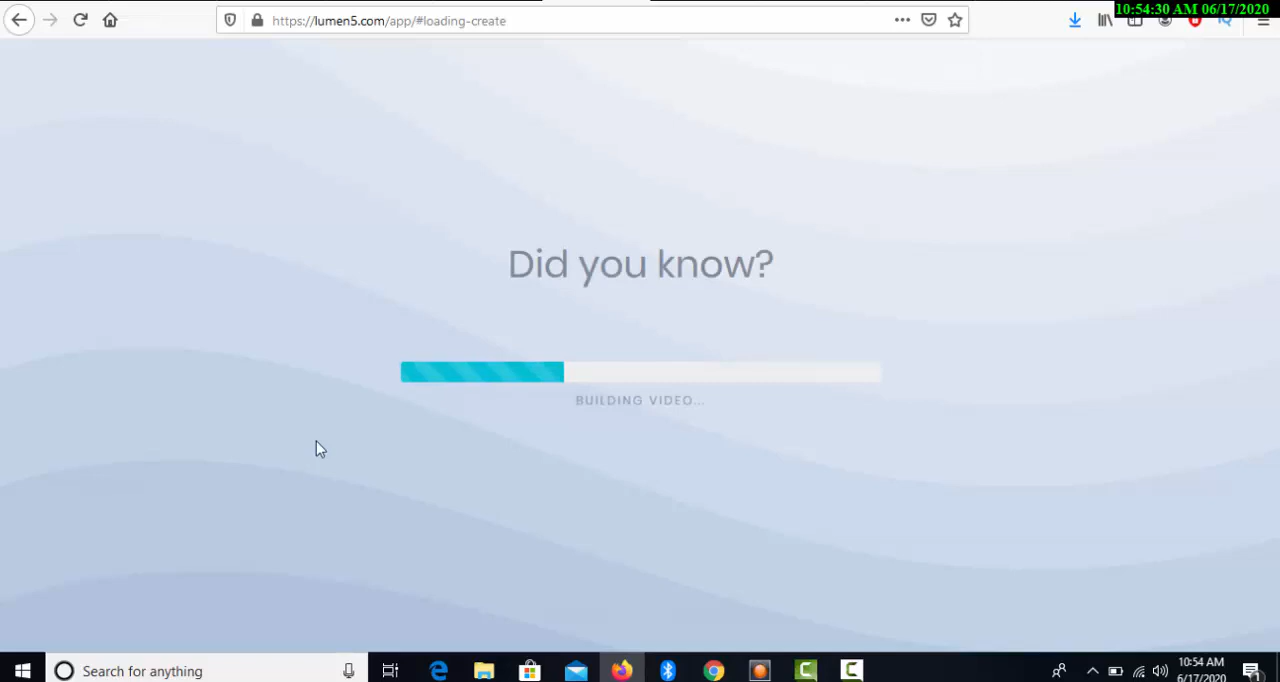 10:54:30 AM 06/17/2020
https://lumen5.com/app/#loading-create
Did you know?
BUILDING VIDEO...
Search for anything
10:54 AM
6/17/2020
1